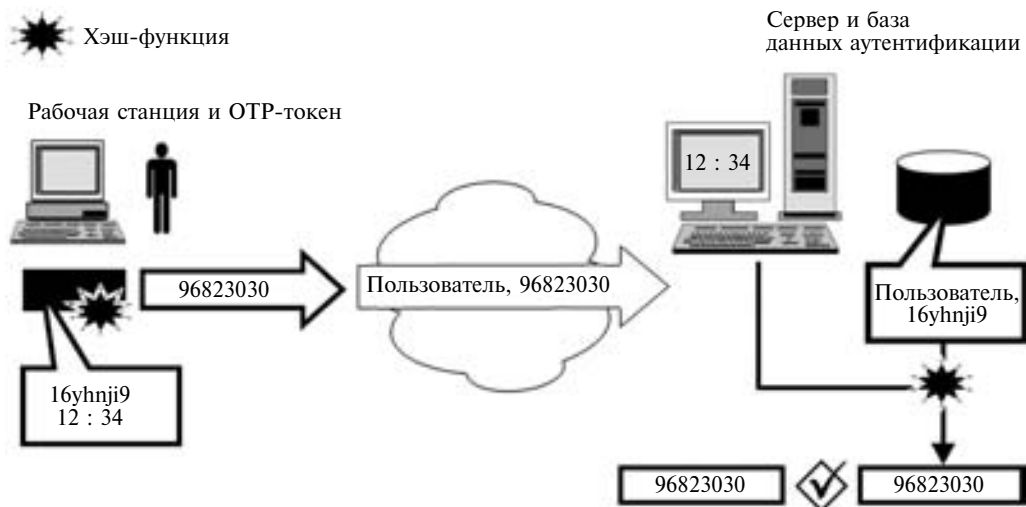 Хэш-функция
Сервер и база
данных аутентификации
Рабочая станция и OTP-токен
12 : 34
96823030
Пользователь, 96823030
Пользователь,
16yhnji9
16yhnji9
12 : 34
96823030
96823030